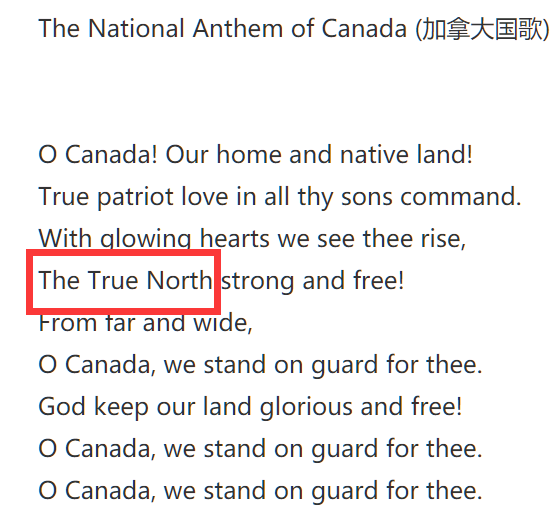 The National Anthem of Canada (加拿大国歌)
O Canada! Our home and native land!
True patriot love in all thy sons command.
With glowing hearts we see thee rise,
The True North strong and free!
From far and wide,
O Canada, we stand on guard for thee.
God keep our land glorious and free!
O Canada, we stand on guard for thee.
O Canada, we stand on guard for thee.